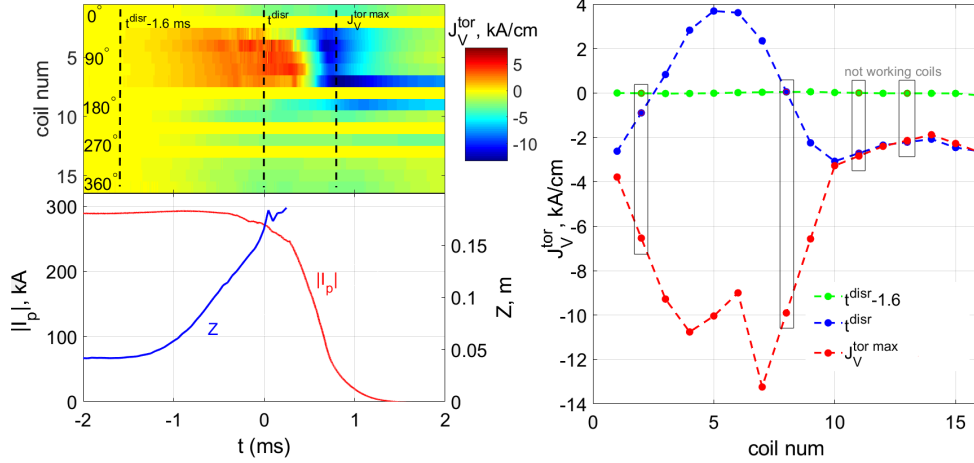 t^disr-1.6 ms
t^disr
J_V^tor max
J_V^tor, kA/cm
0°
90°
180°
270°
360°
5
10
15
coil num
5
0
-5
-10
300
200
100
0
|I_p|, kA
Z
|I_p|
0.15
0.1
0.05
0
Z, m
-2
-1
0
1
2
t (ms)
4
2
0
-2
-4
-6
-8
-10
-12
-14
J_V^tor, kA/cm
not working coils
t^disr-1.6
t^disr
J_V^tor max
0
5
10
15
coil num